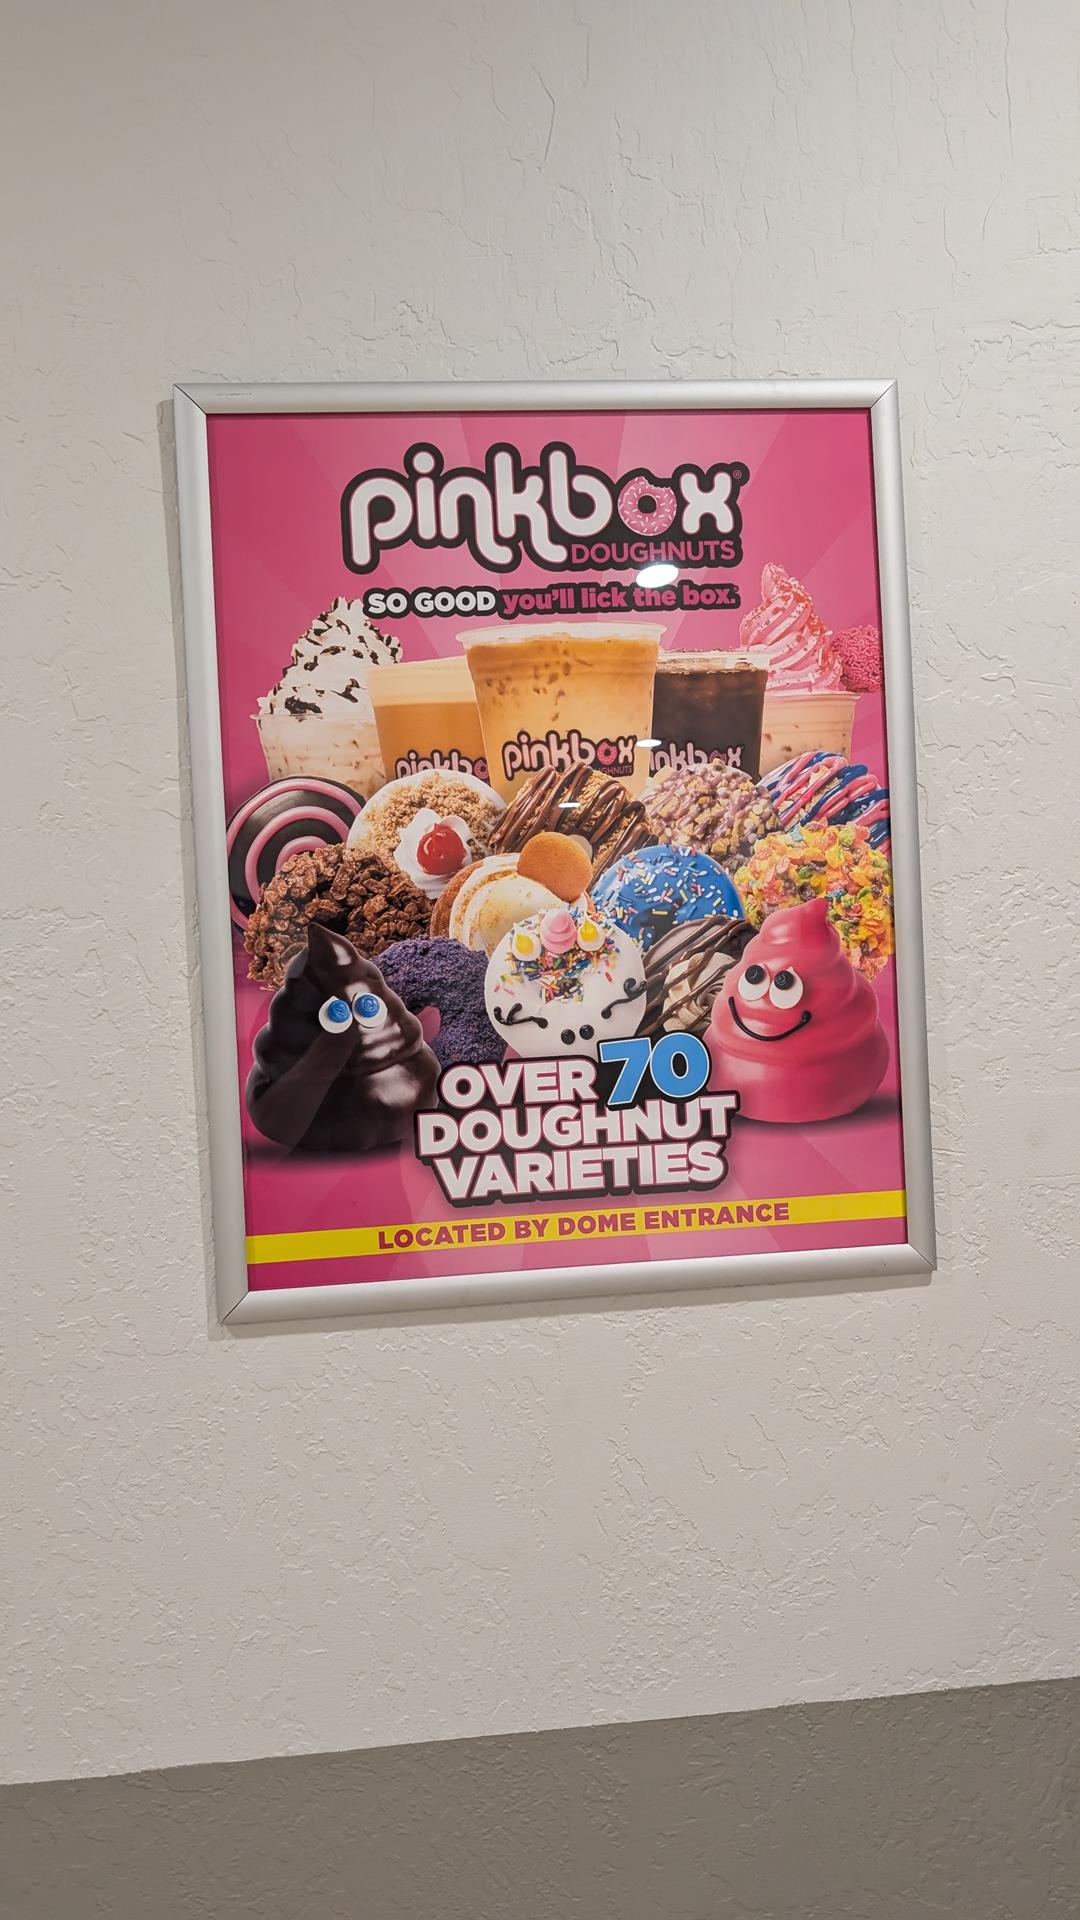 pinkbox®
DOUGHNUTS
SO GOOD you'll lick the box.
pinkbox
DOUGHNUTS
OVER 70
DOUGHNUT
VARIETIES
LOCATED BY DOME ENTRANCE